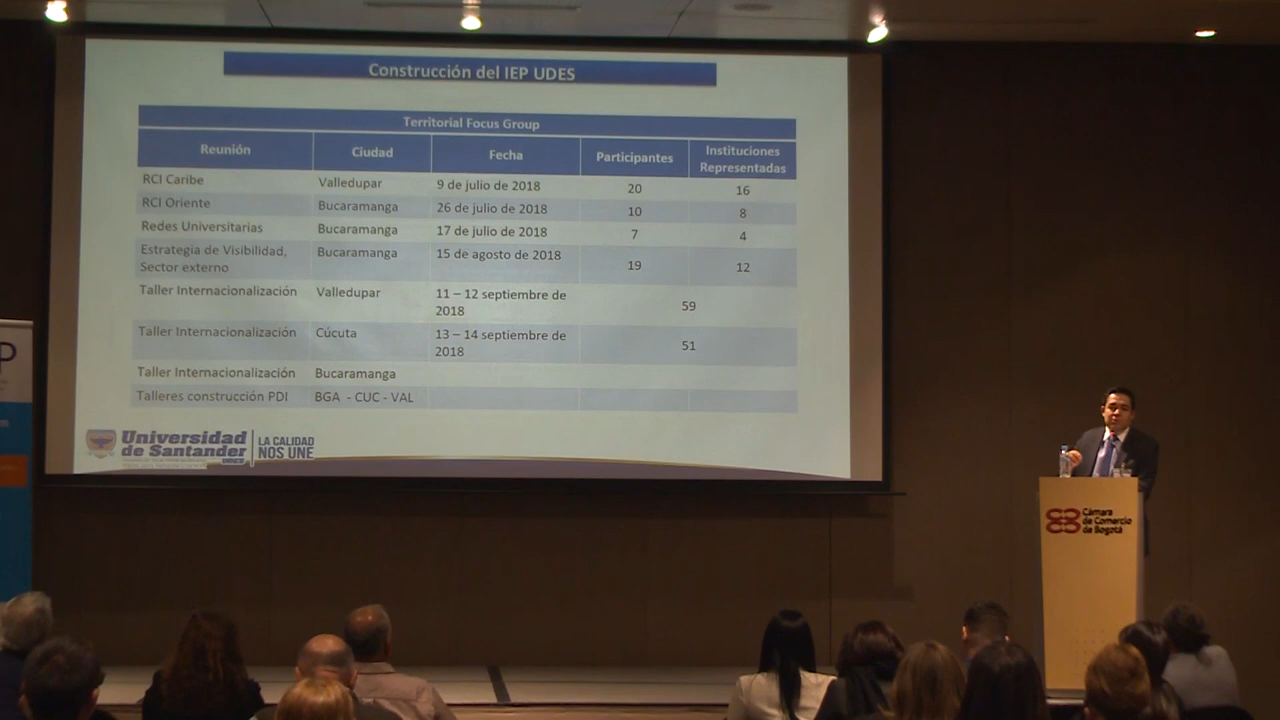 Construcción del IEP UDES
Territorial Focus Group
Reunión Ciudad Fecha Participantes Instituciones Representadas
RCI Caribe Valledupar 9 de julio de 2018 20 16
RCI Oriente Bucaramanga 26 de julio de 2018 10 8
Redes Universitarias Bucaramanga 17 de julio de 2018 7 4
Estrategia de Visibilidad, Bucaramanga 15 de agosto de 2018 19 12
Sector externo
Taller Internacionalización Valledupar 11 – 12 septiembre de 59
2018
Taller Internacionalización Cúcuta 13 – 14 septiembre de 51
2018
Taller Internacionalización Bucaramanga
Talleres construcción PDI BGA - CUC - VAL
Universidad
de Santander
UDES
LA CALIDAD
NOS UNE
P
Cámara
de Comercio
de Bogotá